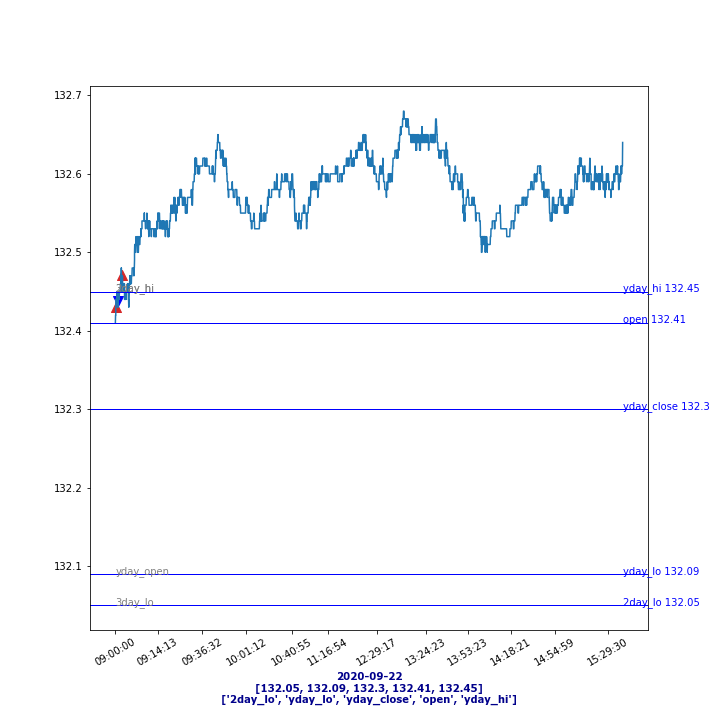 132.7
132.6
132.5
132.4
132.3
132.2
132.1
yday_hi 132.45
open 132.41
yday_close 132.3
yday_open
yday_lo 132.09
3day_lo
2day_lo 132.05
09:00:00 09:14:13 09:36:32 10:01:12 10:40:55 11:16:54 12:29:17 13:24:23 13:53:23 14:18:21 14:54:59 15:29:30
2020-09-22
[132.05, 132.09, 132.3, 132.41, 132.45]
['2day_lo', 'yday_lo', 'yday_close', 'open', 'yday_hi']